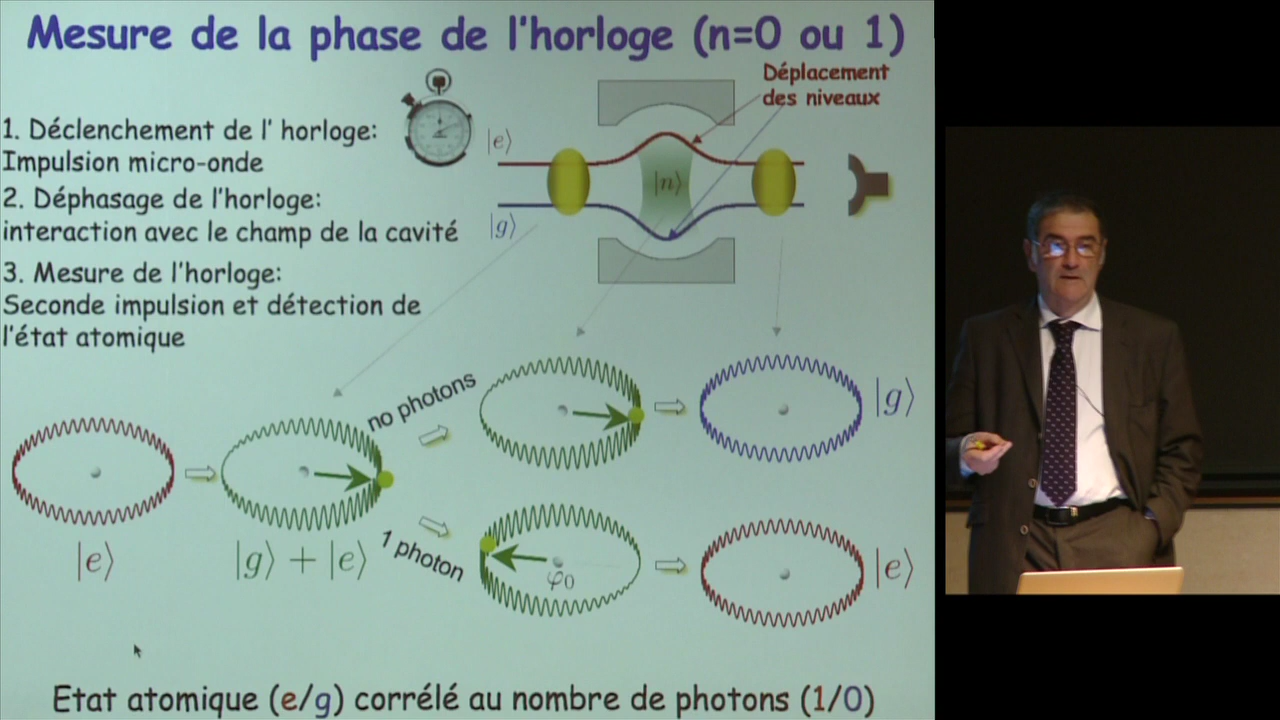 Mesure de la phase de l'horloge (n=0 ou 1)
Déplacement
des niveaux
1. Déclenchement de l' horloge:
Impulsion micro-onde
2. Déphasage de l'horloge:
interaction avec le champ de la cavité
3. Mesure de l'horloge:
Seconde impulsion et détection de
l'état atomique
|e⟩
|n⟩
|g⟩
no photons
|g⟩
|e⟩
|g⟩ + |e⟩
1 photon
φ₀
|e⟩
Etat atomique (e/g) corrélé au nombre de photons (1/0)